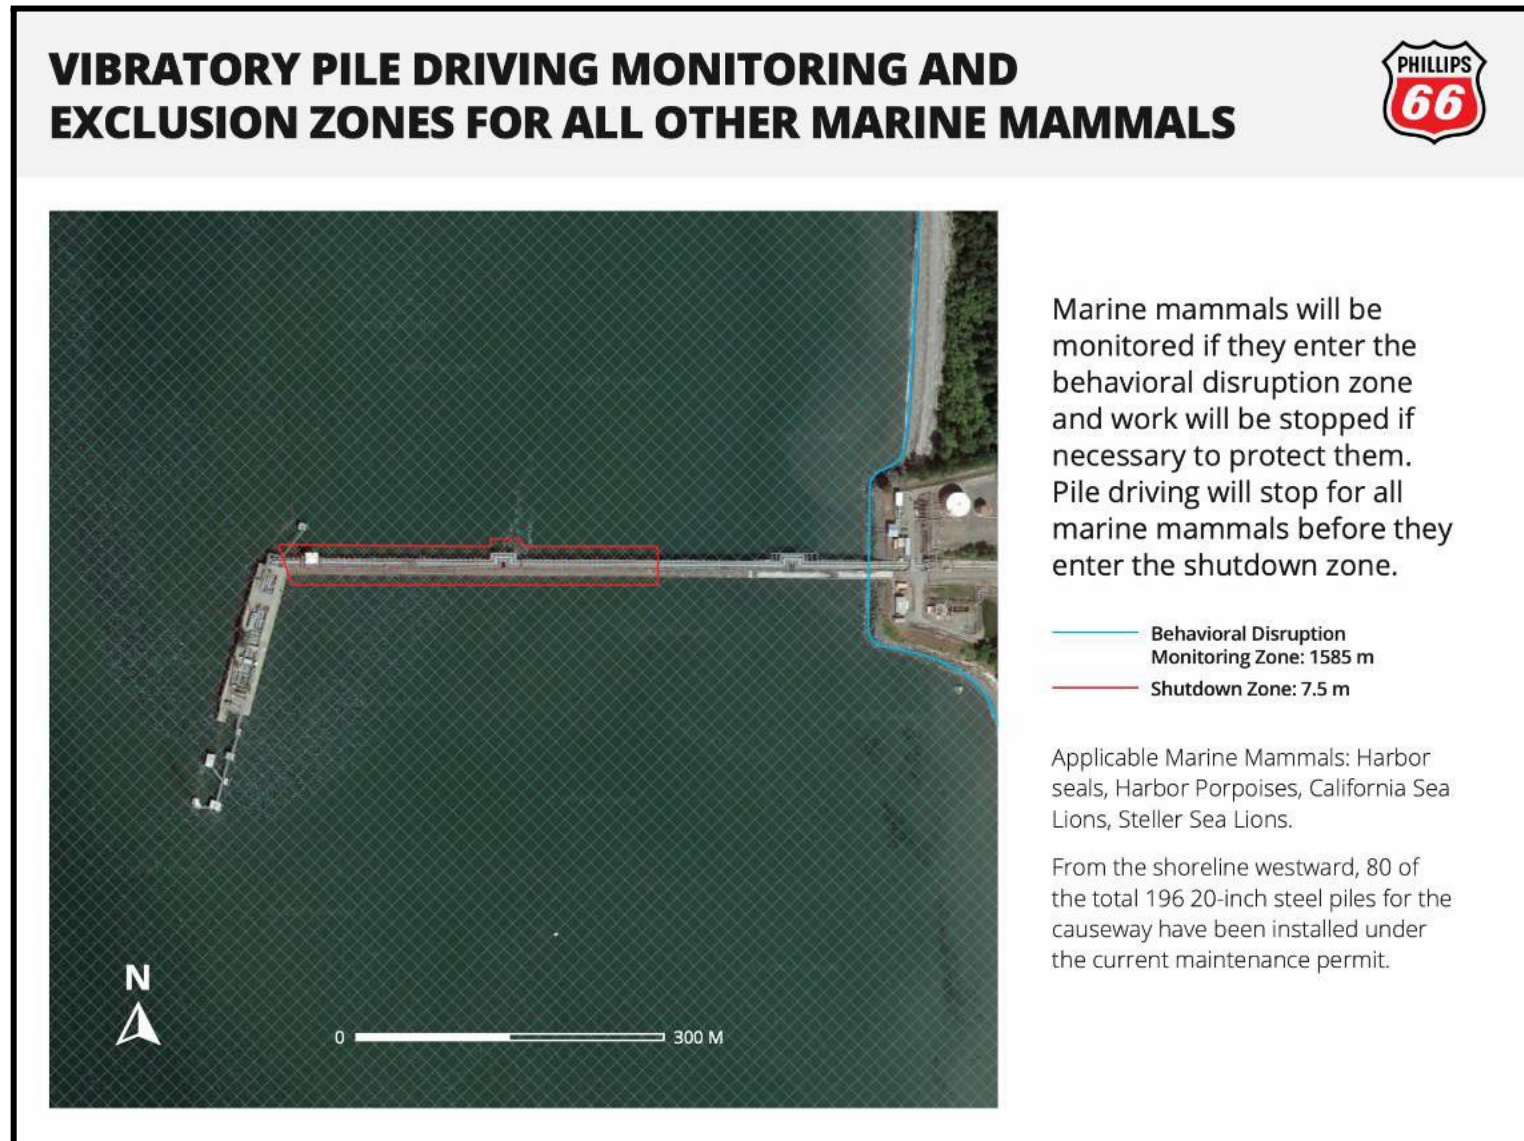 VIBRATORY PILE DRIVING MONITORING AND
EXCLUSION ZONES FOR ALL OTHER MARINE MAMMALS
PHILLIPS
66
Marine mammals will be
monitored if they enter the
behavioral disruption zone
and work will be stopped if
necessary to protect them.
Pile driving will stop for all
marine mammals before they
enter the shutdown zone.
Behavioral Disruption
Monitoring Zone: 1585 m
Shutdown Zone: 7.5 m
Applicable Marine Mammals: Harbor
seals, Harbor Porpoises, California Sea
Lions, Steller Sea Lions.
From the shoreline westward, 80 of
the total 196 20-inch steel piles for the
causeway have been installed under
the current maintenance permit.
N
0 300 M